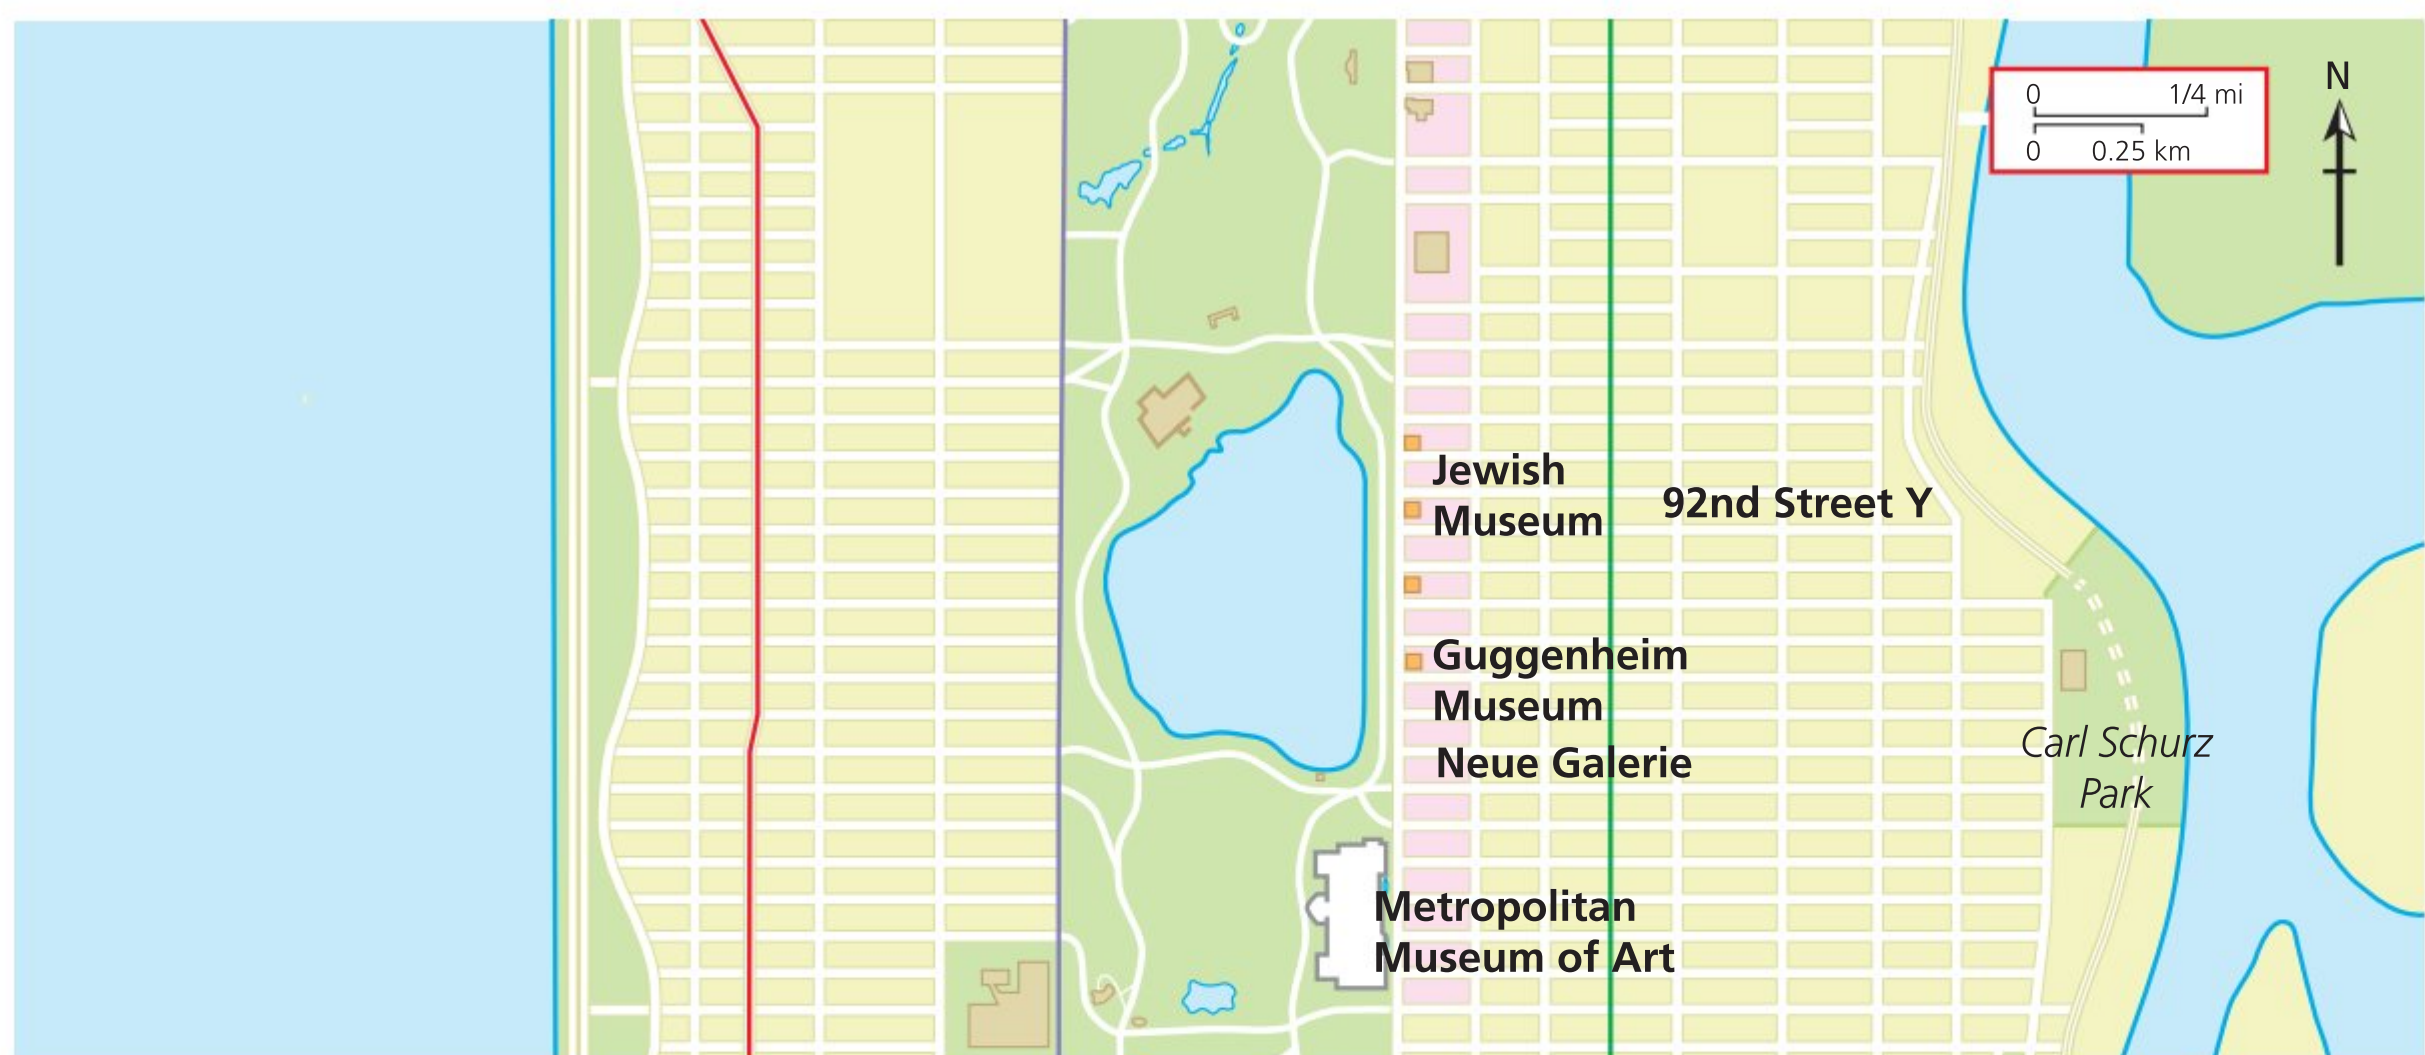 0 1/4 mi
0 0.25 km
N
Jewish
Museum
92nd Street Y
Guggenheim
Museum
Neue Galerie
Carl Schurz
Park
Metropolitan
Museum of Art